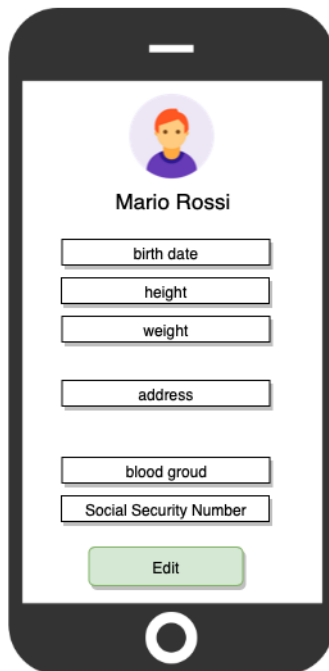 Mario Rossi
birth date
height
weight
address
blood groud
Social Security Number
Edit